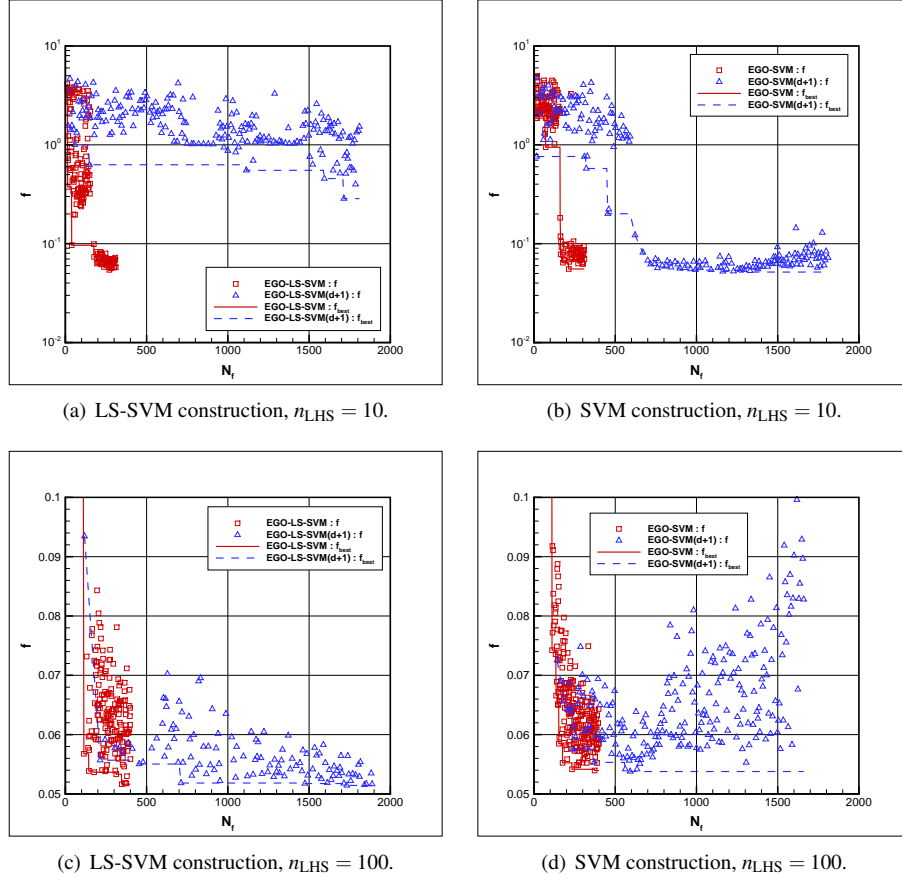 10¹
10⁰
10⁻¹
10⁻²
f
0 500 1000 1500 2000
N_f
EGO-LS-SVM : f
EGO-LS-SVM(d+1) : f
EGO-LS-SVM : f_best
EGO-LS-SVM(d+1) : f_best
(a) LS-SVM construction, n_LHS = 10.
10¹
10⁰
10⁻¹
10⁻²
f
0 500 1000 1500 2000
N_f
EGO-SVM : f
EGO-SVM(d+1) : f
EGO-SVM : f_best
EGO-SVM(d+1) : f_best
(b) SVM construction, n_LHS = 10.
0.1
0.09
0.08
0.07
0.06
0.05
f
0 500 1000 1500 2000
N_f
EGO-LS-SVM : f
EGO-LS-SVM(d+1) : f
EGO-LS-SVM : f_best
EGO-LS-SVM(d+1) : f_best
(c) LS-SVM construction, n_LHS = 100.
0.1
0.09
0.08
0.07
0.06
0.05
f
0 500 1000 1500 2000
N_f
EGO-SVM : f
EGO-SVM(d+1) : f
EGO-SVM : f_best
EGO-SVM(d+1) : f_best
(d) SVM construction, n_LHS = 100.